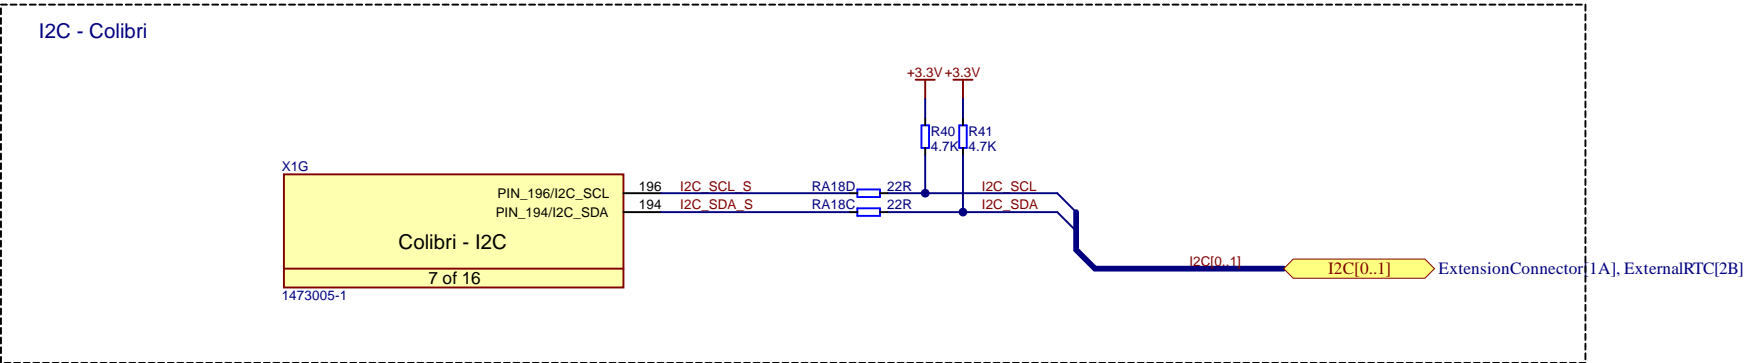 I2C - Colibri
+3.3V +3.3V
R40 R41
4.7K 4.7K
X1G
PIN_196/I2C_SCL 196 I2C_SCL_S RA18D 22R I2C_SCL
PIN_194/I2C_SDA 194 I2C_SDA_S RA18C 22R I2C_SDA
Colibri - I2C
I2C[0..1] I2C[0..1] ExtensionConnector[1A], ExternalRTC[2B]
7 of 16
1473005-1